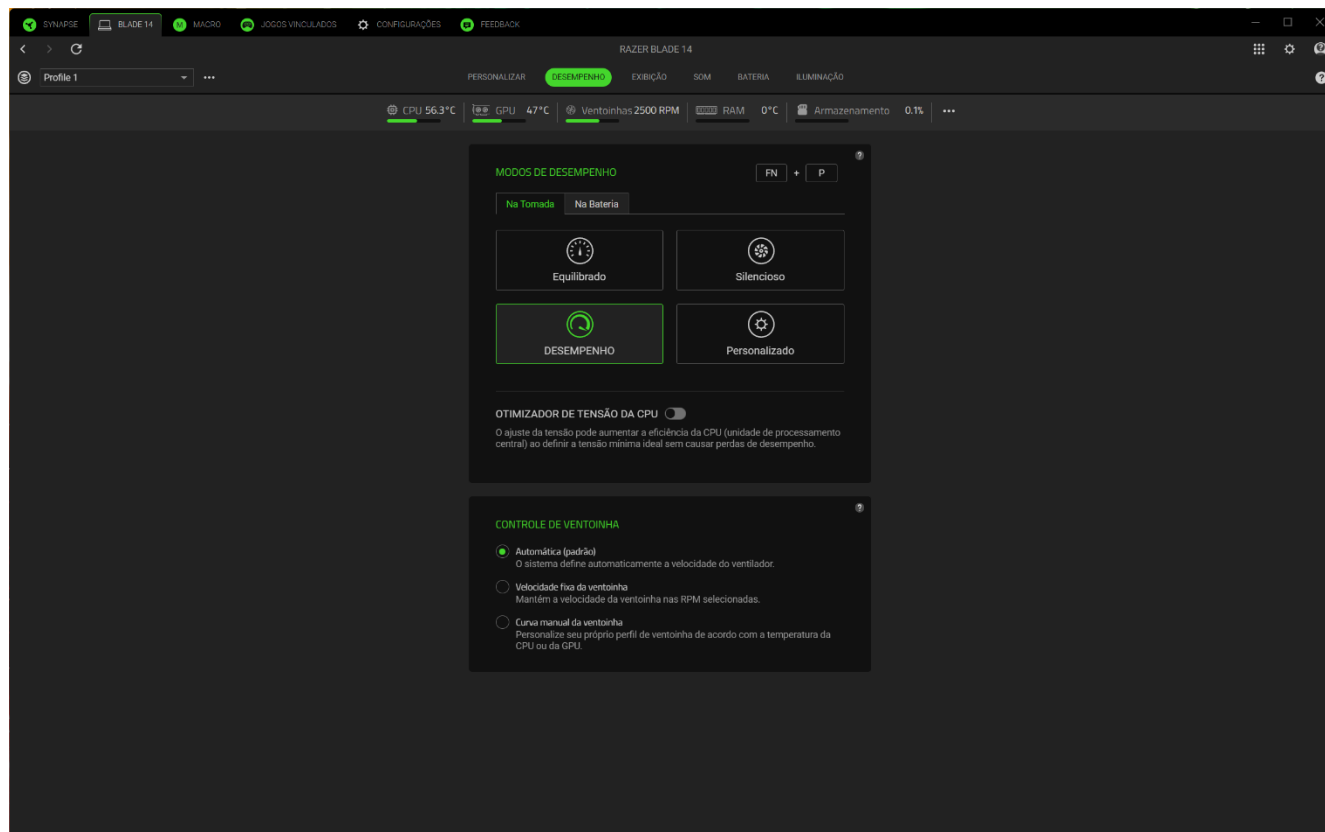 SYNAPSE BLADE 14 M MACRO JOGOS VINCULADOS CONFIGURAÇÕES FEEDBACK
RAZER BLADE 14
Profile 1 PERSONALIZAR DESEMPENHO EXIBIÇÃO SOM BATERIA ILUMINAÇÃO
CPU 56.3°C GPU 47°C Ventoinhas 2500 RPM RAM 0°C Armazenamento 0.1%
MODOS DE DESEMPENHO FN + P
Na Tomada Na Bateria
Equilibrado Silencioso
DESEMPENHO Personalizado
OTIMIZADOR DE TENSÃO DA CPU
O ajuste da tensão pode aumentar a eficiência da CPU (unidade de processamento
central) ao definir a tensão mínima ideal sem causar perdas de desempenho.
CONTROLE DE VENTOINHA
Automática (padrão)
O sistema define automaticamente a velocidade do ventilador.
Velocidade fixa da ventoinha
Mantém a velocidade da ventoinha nas RPM selecionadas.
Curva manual da ventoinha
Personalize seu próprio perfil de ventoinha de acordo com a temperatura da
CPU ou da GPU.